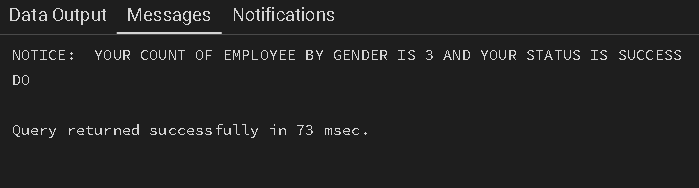 Data Output Messages Notifications
NOTICE:  YOUR COUNT OF EMPLOYEE BY GENDER IS 3 AND YOUR STATUS IS SUCCESS
DO
Query returned successfully in 73 msec.